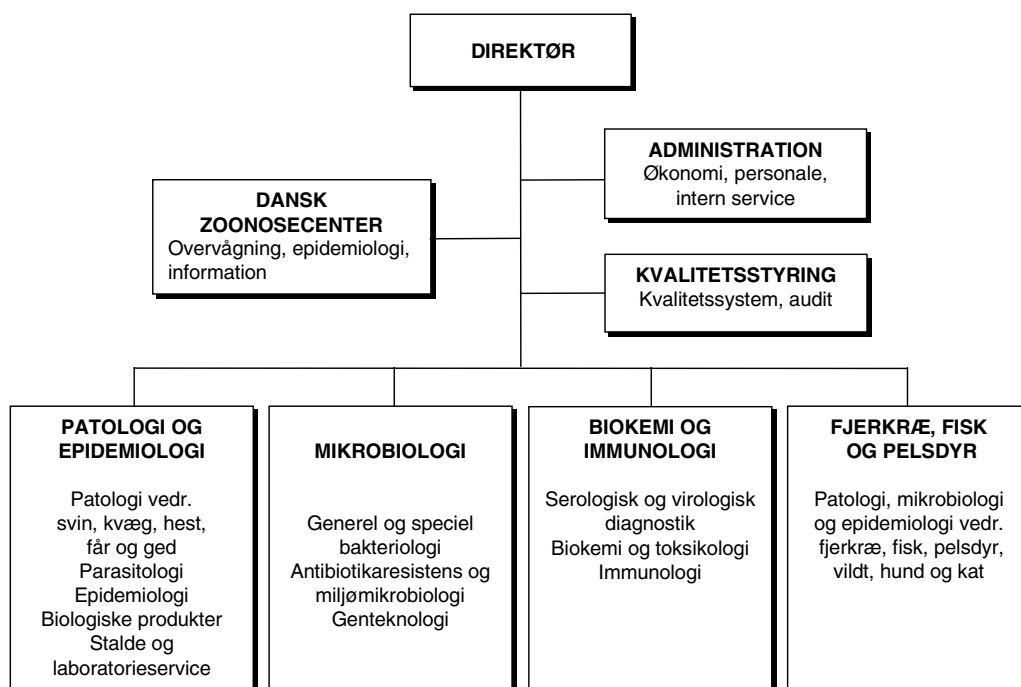 DIREKTØR
ADMINISTRATION
Økonomi, personale,
intern service
DANSK
ZOONOSECENTER
Overvågning, epidemiologi,
information
KVALITETSSTYRING
Kvalitetssystem, audit
PATOLOGI OG
EPIDEMIOLOGI
Patologi vedr.
svin, kvæg, hest,
får og ged
Parasitologi
Epidemiologi
Biologiske produkter
Stalde og
laboratorieservice
MIKROBIOLOGI
Generel og speciel
bakteriologi
Antibiotikaresistens og
miljømikrobiologi
Genteknologi
BIOKEMI OG
IMMUNOLOGI
Serologisk og virologisk
diagnostik
Biokemi og toksikologi
Immunologi
FJERKRÆ, FISK
OG PELSDYR
Patologi, mikrobiologi
og epidemiologi vedr.
fjerkræ, fisk, pelsdyr,
vildt, hund og kat